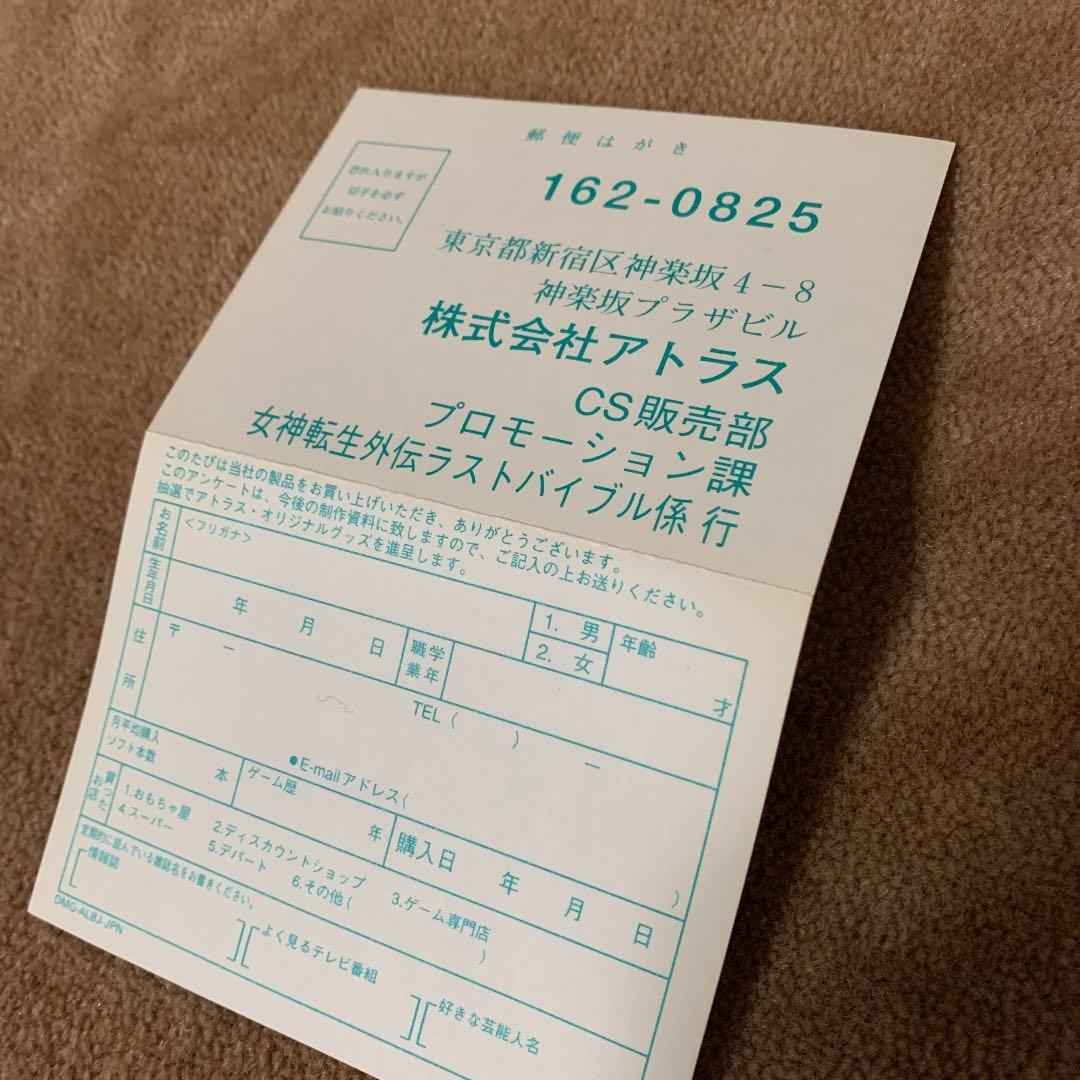 郵便はがき
恐れ入りますが
切手を必ず
お貼りください。
162-0825
東京都新宿区神楽坂4-8
神楽坂プラザビル
株式会社アトラス
CS販売部
プロモーション課
女神転生外伝ラストバイブル係 行
このたびは当社の製品をお買い上げいただき、ありがとうございます。
このアンケートは、今後の制作資料に致しますので、ご記入の上お送りください。
抽選でアトラス・オリジナルグッズを進呈します。
お名前
<フリガナ>
1. 男
2. 女
年齢
才
生年月日
年 月 日
職業
学年
住所
〒 －
TEL ( ) －
●E-mailアドレス( )
月平均購入
ソフト本数
本
ゲーム歴
年
購入日
年 月 日
買った
お店
1.おもちゃ屋 2.ディスカウントショップ 3.ゲーム専門店
4.スーパー 5.デパート 6.その他( )
定期的に読んでいる雑誌名をお書きください。
情報誌
よく見るテレビ番組
好きな芸能人名
DMG-ALBJ-JPN